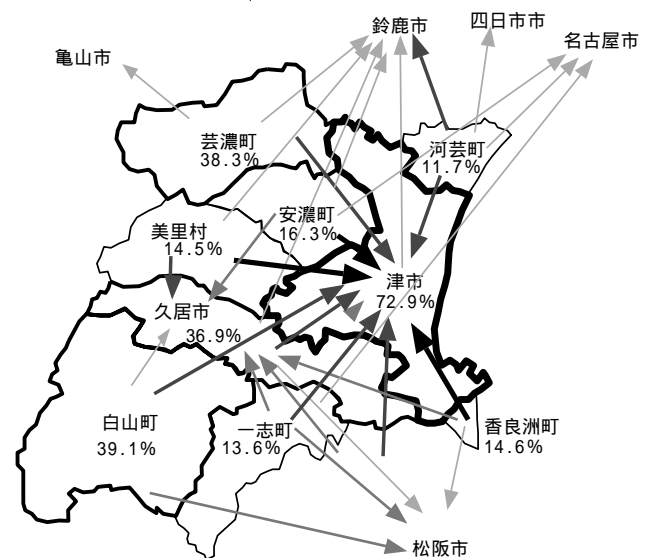 鈴鹿市
四日市市
名古屋市
亀山市
芸濃町
38.3%
河芸町
11.7%
安濃町
16.3%
美里村
14.5%
津市
72.9%
久居市
36.9%
白山町
39.1%
一志町
13.6%
香良洲町
14.6%
松阪市